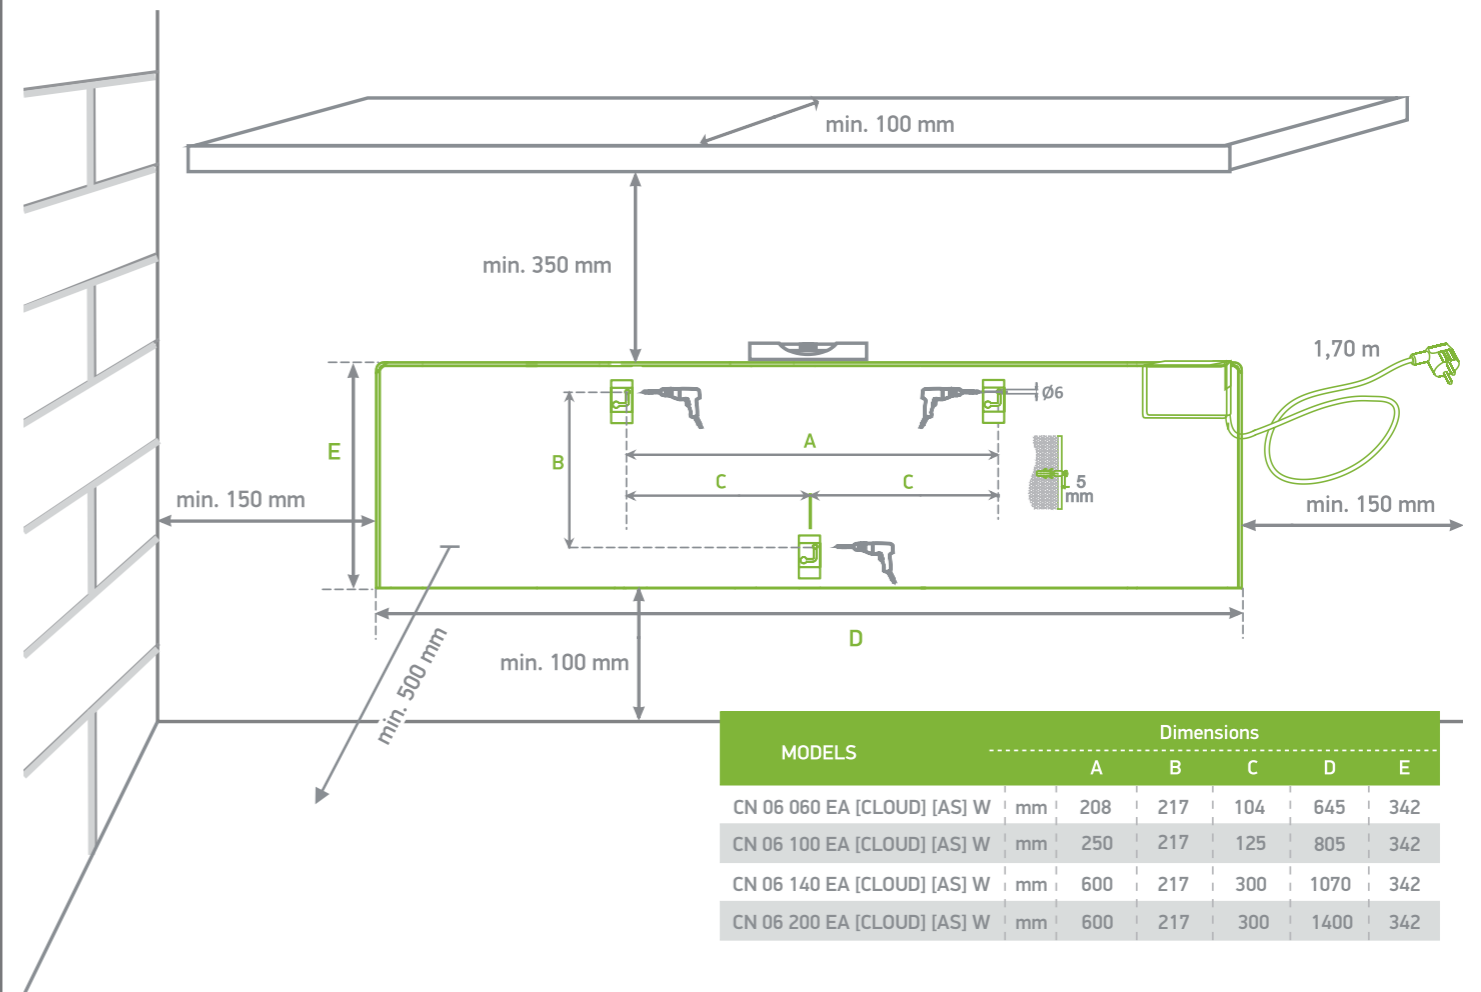 min. 100 mm
min. 350 mm
1,70 m
Ø6
A
E
B
C
C
5
mm
min. 150 mm
min. 150 mm
D
min. 500 mm
min. 100 mm
MODELS
Dimensions
A B C D E
CN 06 060 EA [CLOUD] [AS] W mm 208 217 104 645 342
CN 06 100 EA [CLOUD] [AS] W mm 250 217 125 805 342
CN 06 140 EA [CLOUD] [AS] W mm 600 217 300 1070 342
CN 06 200 EA [CLOUD] [AS] W mm 600 217 300 1400 342